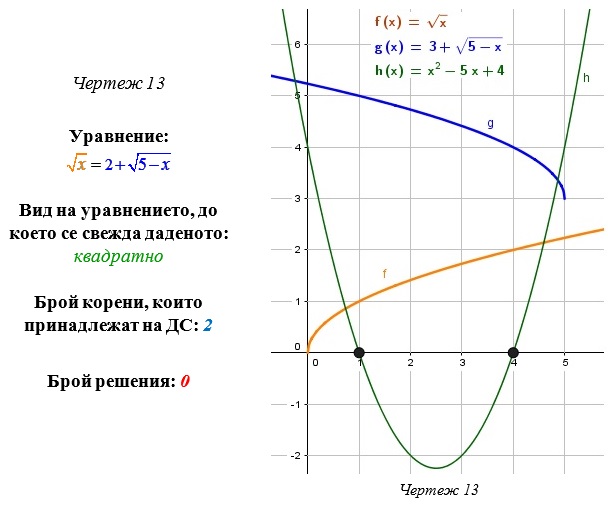 Чертеж 13
Уравнение:
√x = 2 + √5 − x
Вид на уравнението, до
което се свежда даденото:
квадратно
Брой корени, които
принадлежат на ДС: 2
Брой решения: 0
f (x) = √x
g (x) = 3 + √5 − x
h (x) = x² − 5 x + 4
h
g
f
6
5
4
3
2
1
0
-1
-2
0 1 2 3 4 5
Чертеж 13